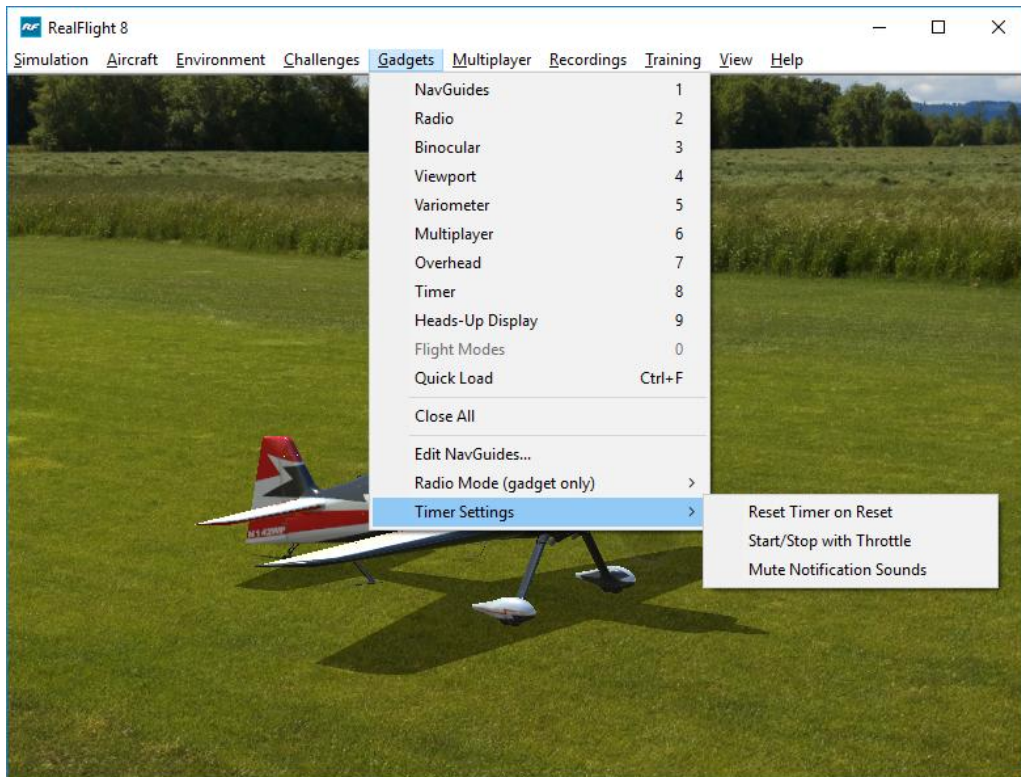 RF RealFlight 8
Simulation Aircraft Environment Challenges Gadgets Multiplayer Recordings Training View Help
NavGuides 1
Radio 2
Binocular 3
Viewport 4
Variometer 5
Multiplayer 6
Overhead 7
Timer 8
Heads-Up Display 9
Flight Modes 0
Quick Load Ctrl+F
Close All
Edit NavGuides...
Radio Mode (gadget only) >
Timer Settings >
Reset Timer on Reset
Start/Stop with Throttle
Mute Notification Sounds